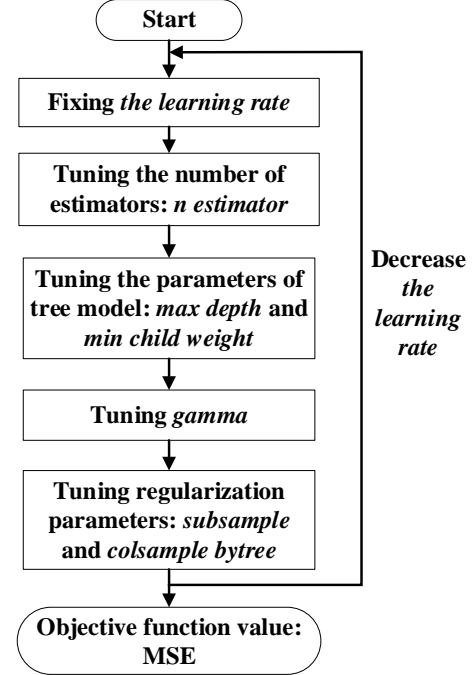 Start
Fixing the learning rate
Tuning the number of
estimators: n estimator
Tuning the parameters of
tree model: max depth and
min child weight
Tuning gamma
Tuning regularization
parameters: subsample
and colsample bytree
Objective function value:
MSE
Decrease
the
learning
rate